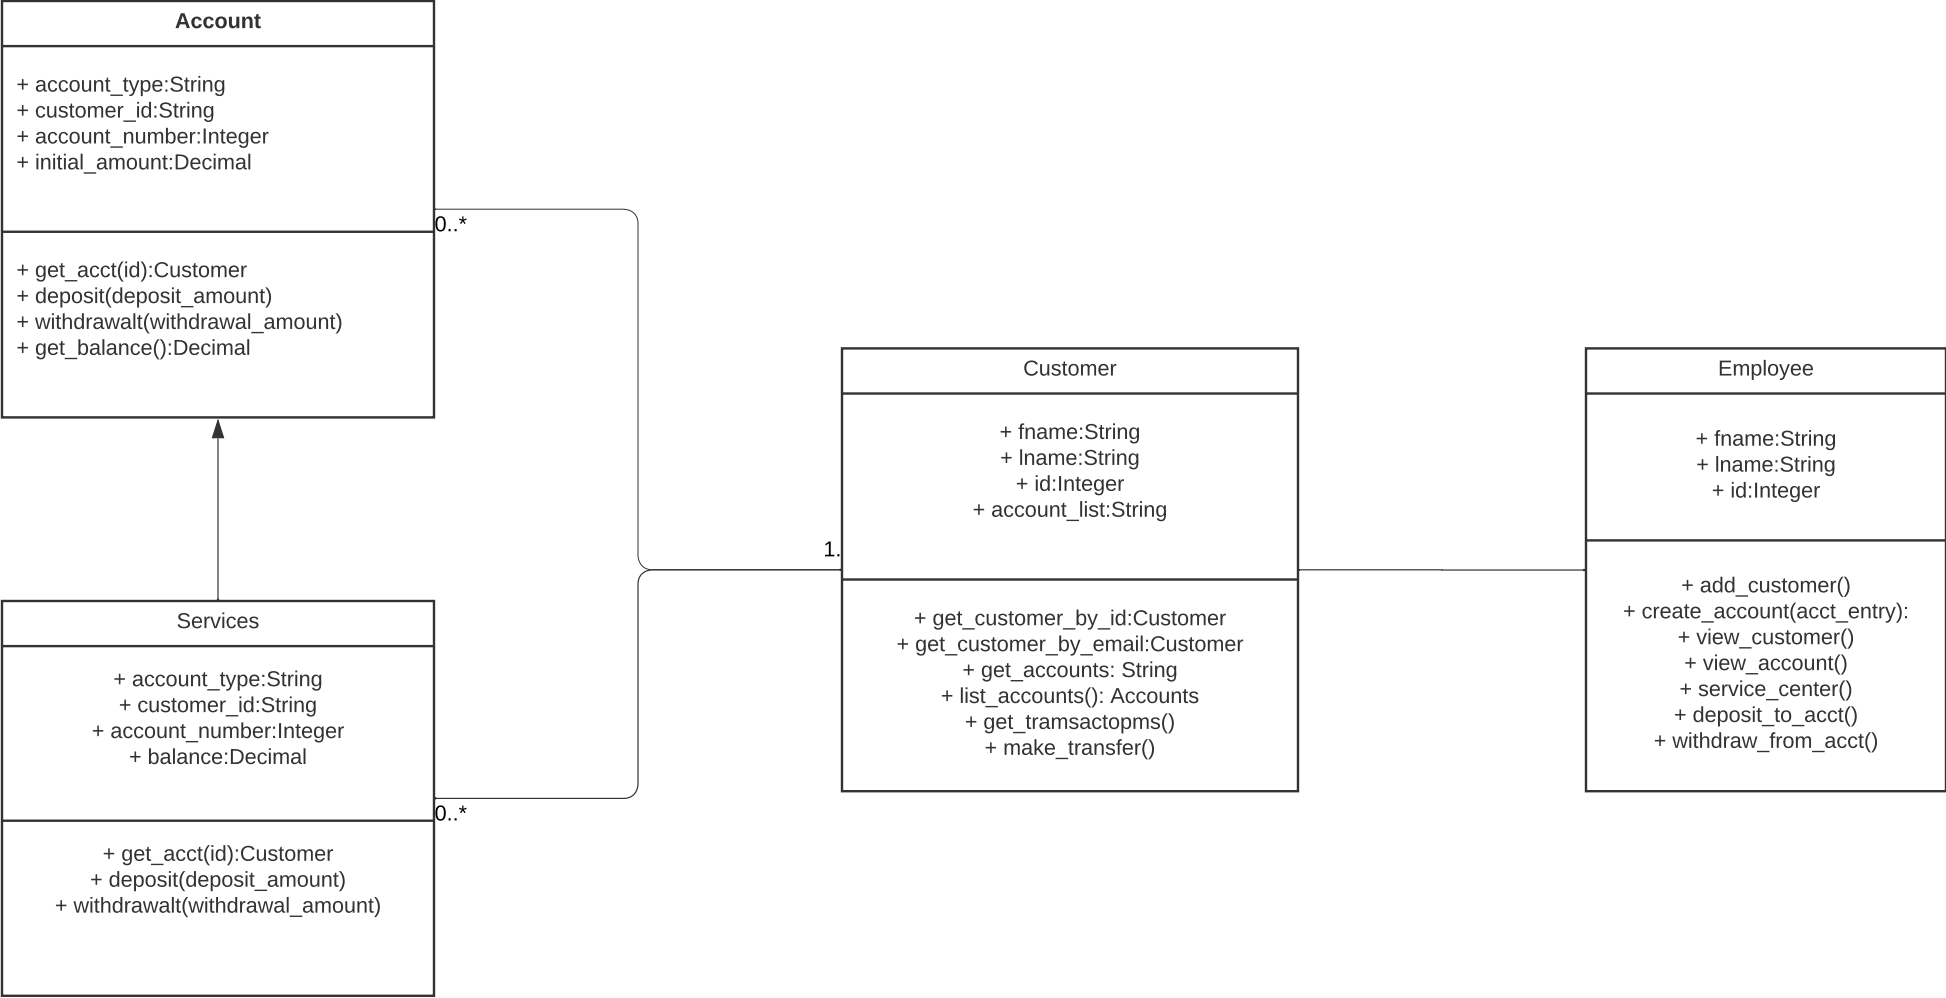 Account
+ account_type:String
+ customer_id:String
+ account_number:Integer
+ initial_amount:Decimal
0..*
+ get_acct(id):Customer
+ deposit(deposit_amount)
+ withdrawalt(withdrawal_amount)
+ get_balance():Decimal
Services
+ account_type:String
+ customer_id:String
+ account_number:Integer
+ balance:Decimal
0..*
+ get_acct(id):Customer
+ deposit(deposit_amount)
+ withdrawalt(withdrawal_amount)
Customer
+ fname:String
+ lname:String
+ id:Integer
+ account_list:String
1.
+ get_customer_by_id:Customer
+ get_customer_by_email:Customer
+ get_accounts: String
+ list_accounts(): Accounts
+ get_tramsactopms()
+ make_transfer()
Employee
+ fname:String
+ lname:String
+ id:Integer
+ add_customer()
+ create_account(acct_entry):
+ view_customer()
+ view_account()
+ service_center()
+ deposit_to_acct()
+ withdraw_from_acct()